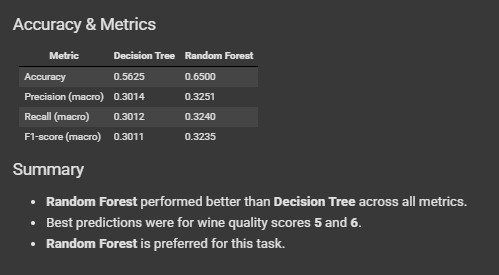 Accuracy & Metrics
Metric Decision Tree Random Forest
Accuracy 0.5625 0.6500
Precision (macro) 0.3014 0.3251
Recall (macro) 0.3012 0.3240
F1-score (macro) 0.3011 0.3235
Summary
• Random Forest performed better than Decision Tree across all metrics.
• Best predictions were for wine quality scores 5 and 6.
• Random Forest is preferred for this task.